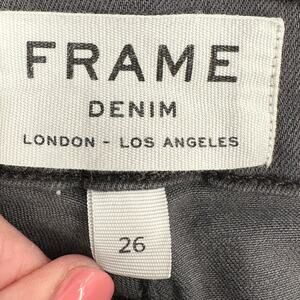 FRAME
DENIM
LONDON - LOS ANGELES
26